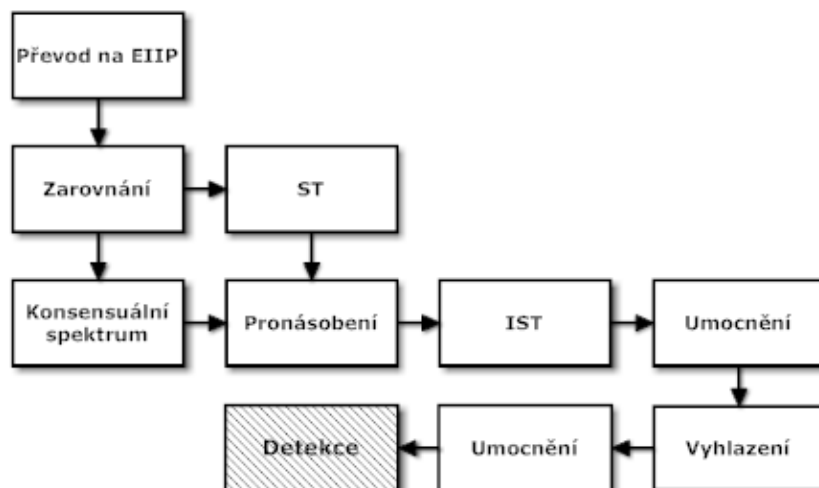 Převod na EIIP
Zarovnání
ST
Konsensuální
spektrum
Pronásobení
IST
Umocnění
Detekce
Umocnění
Vyhlazení